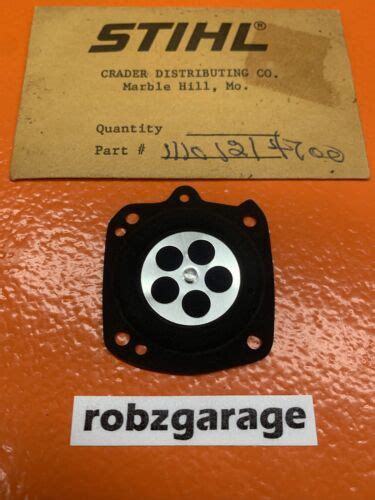 STIHL®
CRADER DISTRIBUTING CO.
Marble Hill, Mo.
Quantity
Part # 1110 121 4700
robzgarage